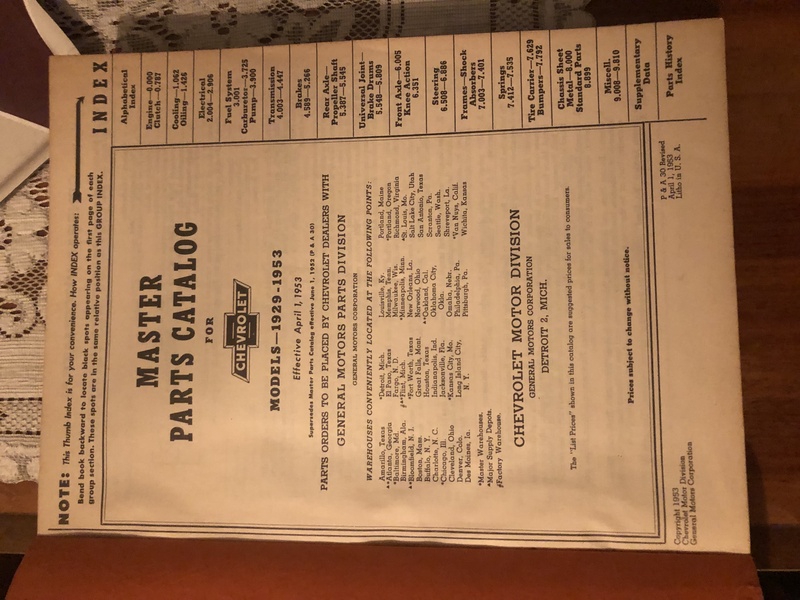 NOTE: This Thumb Index is for your convenience. How INDEX operates:
Bend book backward to locate black spots appearing on the first page of each
group section. These spots are in the same relative position as this GROUP INDEX.
INDEX
MASTER
PARTS CATALOG
FOR
CHEVROLET
MODELS—1929-1953
Effective April 1, 1953
Supersedes Master Parts Catalog effective June 1, 1952 (P & A 30)
PARTS ORDERS TO BE PLACED BY CHEVROLET DEALERS WITH
GENERAL MOTORS PARTS DIVISION
GENERAL MOTORS CORPORATION
WAREHOUSES CONVENIENTLY LOCATED AT THE FOLLOWING POINTS:
Amarillo, Texas
**Atlanta, Georgia
*Baltimore, Md.
Birmingham, Ala.
**Bloomfield, N. J.
Boston, Mass.
Buffalo, N. Y.
Charlotte, N. C.
*Chicago, Ill.
Cleveland, Ohio
Denver, Colo.
Des Moines, Ia.
*Detroit, Mich.
El Paso, Texas
Fargo, N. D.
ƒ**Flint, Mich.
*Fort Worth, Texas
Great Falls, Mont.
Houston, Texas
Indianapolis, Ind.
Jacksonville, Fla.
*Kansas City, Mo.
Long Island City,
N. Y.
Louisville, Ky.
Memphis, Tenn.
Milwaukee, Wis.
*Minneapolis, Minn.
New Orleans, La.
Norwood, Ohio
**Oakland, Cal.
Oklahoma City,
Okla.
Omaha, Neb.
Philadelphia, Pa.
Pittsburgh, Pa.
Portland, Maine
*Portland, Oregon
Richmond, Virginia
*St. Louis, Mo.
Salt Lake City, Utah
San Antonio, Texas
Scranton, Pa.
Seattle, Wash.
Shreveport, La.
*Van Nuys, Calif.
Wichita, Kansas
*Master Warehouses.
**Major Supply Depots.
ƒFactory Warehouse.
CHEVROLET MOTOR DIVISION
GENERAL MOTORS CORPORATION
DETROIT 2, MICH.
The "List Prices" shown in this catalog are suggested prices for sales to consumers.
Prices subject to change without notice.
Copyright 1953
Chevrolet Motor Division
General Motors Corporation
P & A 30 Revised
April 1, 1953
Litho in U. S. A.
Alphabetical
Index
Engine—0.000
Clutch—0.787
Cooling—1.062
Oiling—1.426
Electrical
2.004—2.906
Fuel System
3.001
Carburetor—3.725
Pump—3.900
Transmission
4.003—4.447
Brakes
4.589—5.266
Rear Axle—
Propeller Shaft
5.387—5.545
Universal Joint—
Brake Drums
5.548—5.809
Front Axle—6.005
Knee Action
6.351
Steering
6.508—6.886
Frames—Shock
Absorbers
7.003—7.401
Springs
7.412—7.535
Tire Carrier—7.629
Bumpers—7.792
Chassis Sheet
Metal—8.000
Standard Parts
8.899
Miscell.
9.008—9.810
Supplementary
Data
Parts History
Index